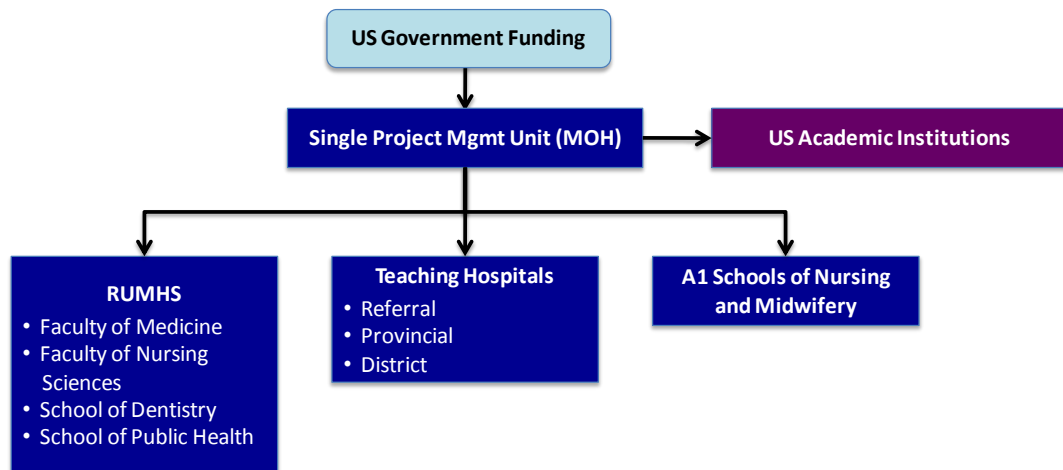 US Government Funding
Single Project Mgmt Unit (MOH)
US Academic Institutions
RUMHS
• Faculty of Medicine
• Faculty of Nursing
Sciences
• School of Dentistry
• School of Public Health
Teaching Hospitals
• Referral
• Provincial
• District
A1 Schools of Nursing
and Midwifery